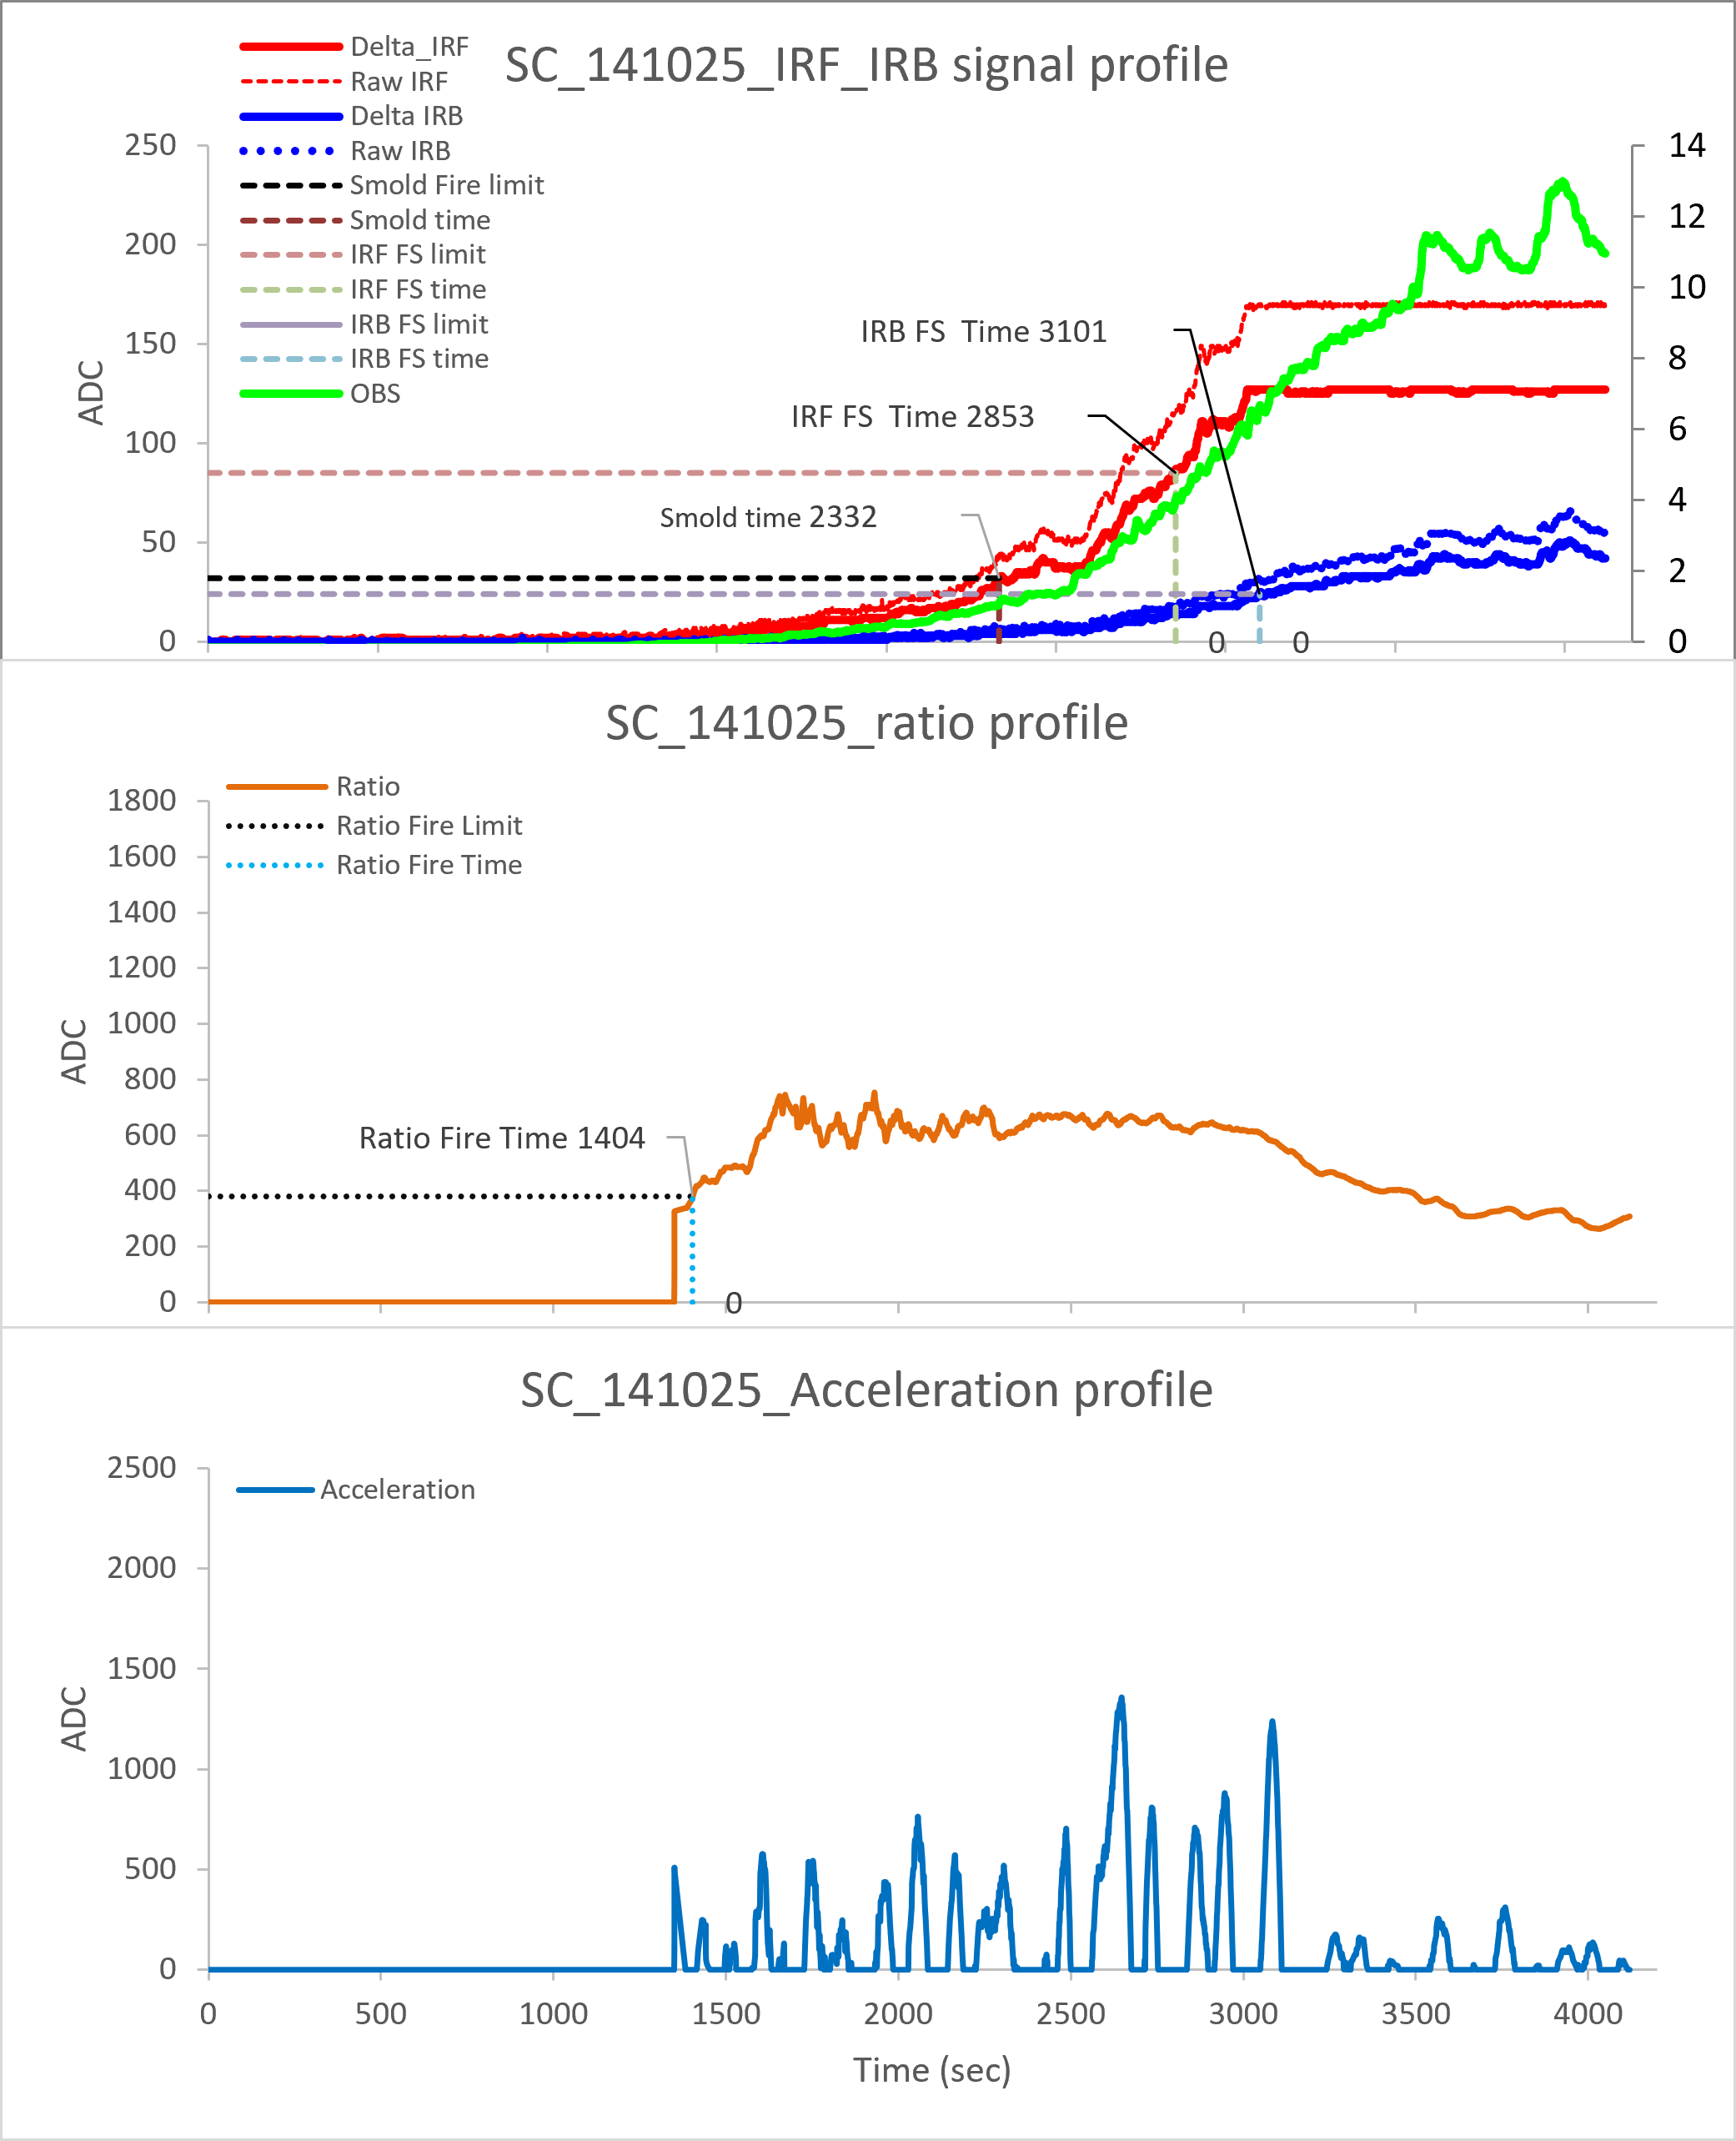 SC_141025_IRF_IRB signal profile
Delta_IRF
Raw IRF
Delta IRB
Raw IRB
Smold Fire limit
Smold time
IRF FS limit
IRF FS time
IRB FS limit
IRB FS time
OBS
250
200
150
100
50
0
ADC
14
12
10
8
6
4
2
0
IRB FS  Time 3101
IRF FS  Time 2853
Smold time 2332
0
0
SC_141025_ratio profile
Ratio
Ratio Fire Limit
Ratio Fire Time
1800
1600
1400
1200
1000
800
600
400
200
0
ADC
Ratio Fire Time 1404
0
SC_141025_Acceleration profile
Acceleration
2500
2000
1500
1000
500
0
ADC
0 500 1000 1500 2000 2500 3000 3500 4000
Time (sec)